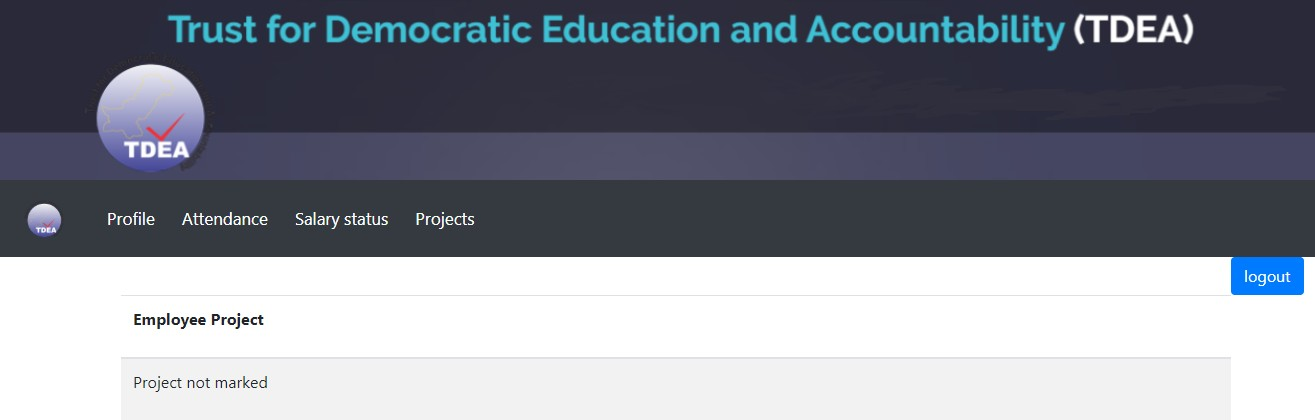 Trust for Democratic Education and Accountability (TDEA)
TDEA
TDEA
Profile Attendance Salary status Projects
logout
Employee Project
Project not marked